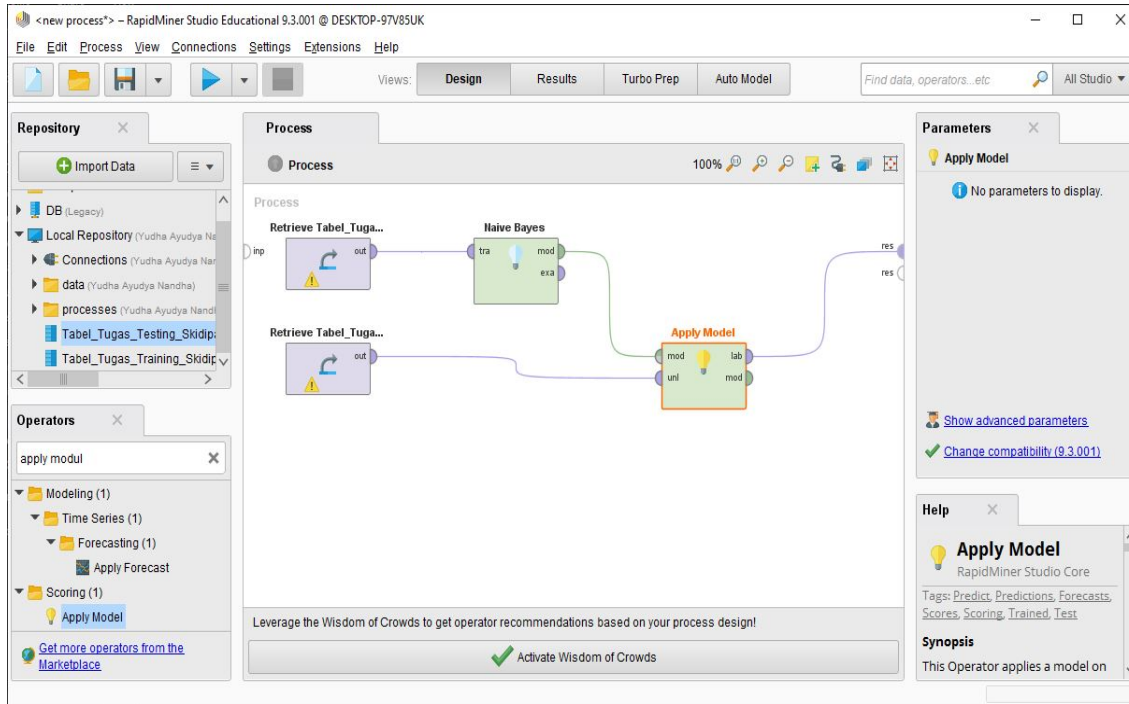 <new process*> – RapidMiner Studio Educational 9.3.001 @ DESKTOP-97V85UK
File Edit Process View Connections Settings Extensions Help
Views: Design Results Turbo Prep Auto Model
Find data, operators...etc
All Studio
Repository
Import Data
DB (Legacy)
Local Repository (Yudha Ayudya Na
Connections (Yudha Ayudya Nar
data (Yudha Ayudya Nandha)
processes (Yudha Ayudya Nandh
Tabel_Tugas_Testing_Skidip
Tabel_Tugas_Training_Skidip
Operators
apply modul
Modeling (1)
Time Series (1)
Forecasting (1)
Apply Forecast
Scoring (1)
Apply Model
Get more operators from the
Marketplace
Process
Process
100%
Process
Retrieve Tabel_Tuga...
inp
out
Naive Bayes
tra
mod
exa
Retrieve Tabel_Tuga...
out
Apply Model
mod
lab
unl
mod
res
res
Leverage the Wisdom of Crowds to get operator recommendations based on your process design!
Activate Wisdom of Crowds
Parameters
Apply Model
No parameters to display.
Show advanced parameters
Change compatibility (9.3.001)
Help
Apply Model
RapidMiner Studio Core
Tags: Predict, Predictions, Forecasts,
Scores, Scoring, Trained, Test
Synopsis
This Operator applies a model on